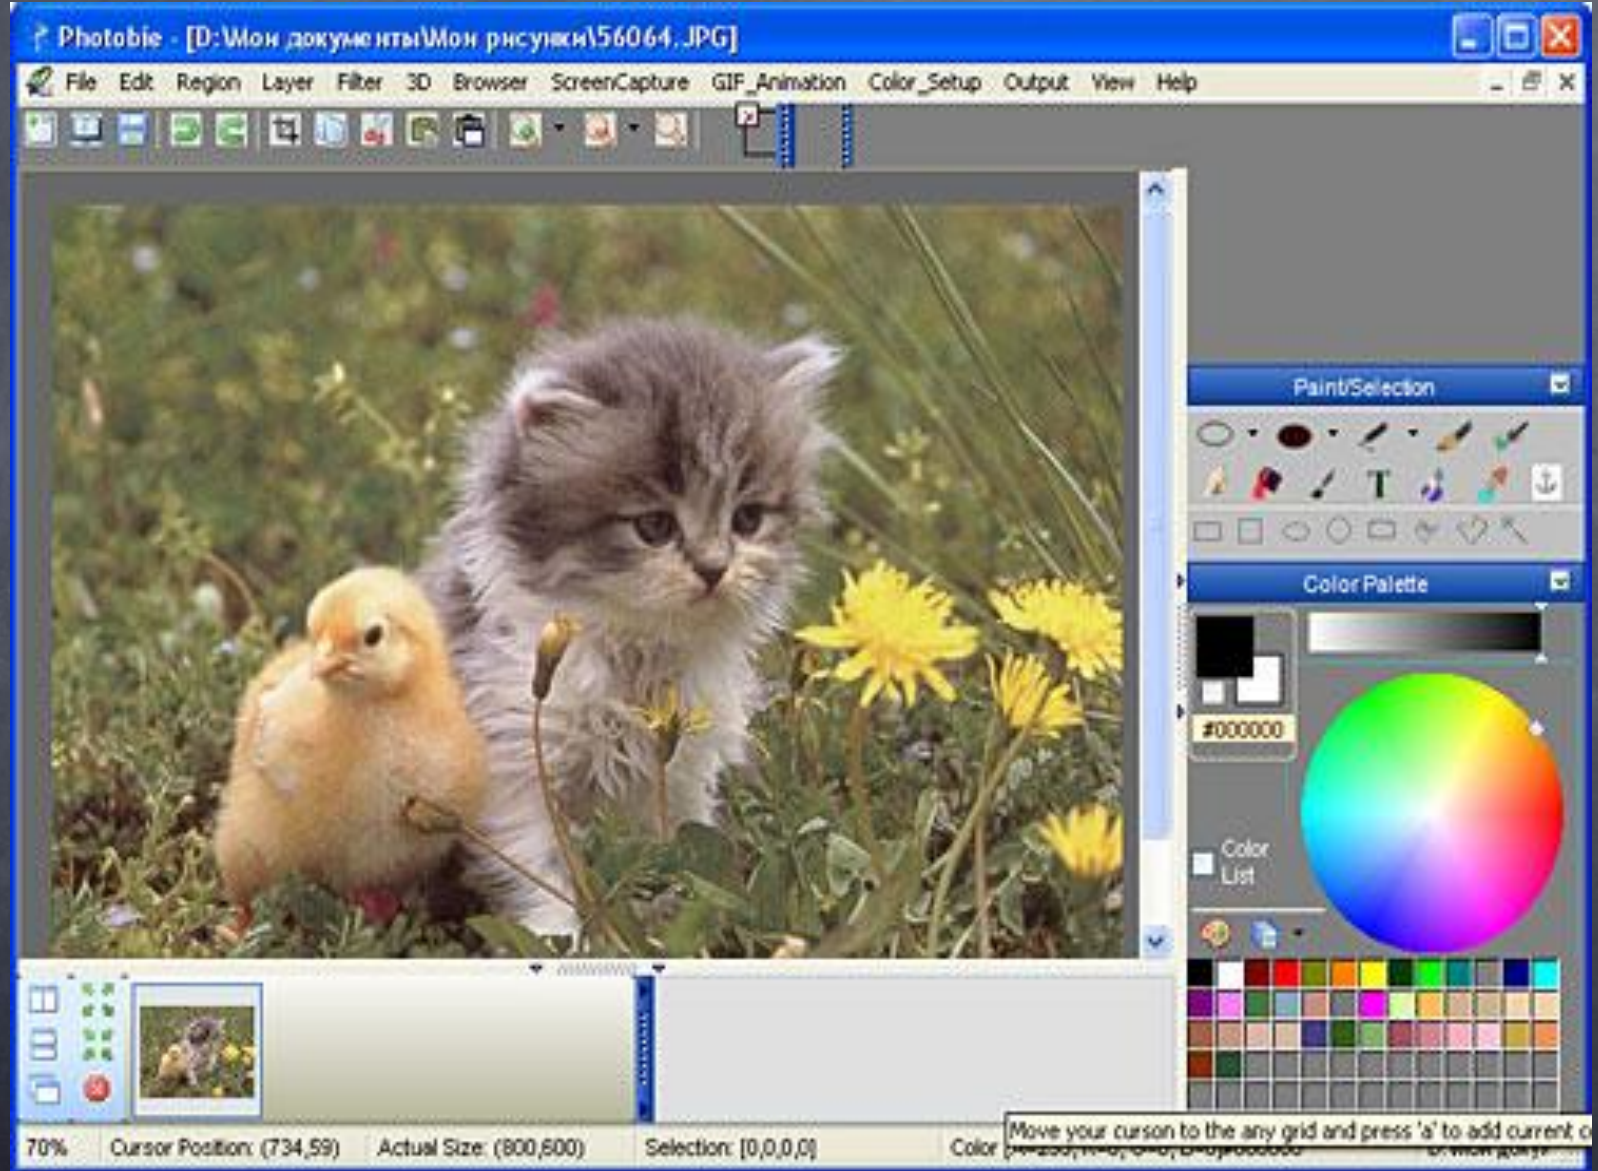 Photobie - [D:\Мои документы\Мои рисунки\56064.JPG]
File Edit Region Layer Filter 3D Browser ScreenCapture GIF_Animation Color_Setup Output View Help
Paint/Selection
T
Color Palette
#000000
Color
List
70% Cursor Position: (734,59) Actual Size: (800,600) Selection: [0,0,0,0] Color
Move your curson to the any grid and press 'a' to add current